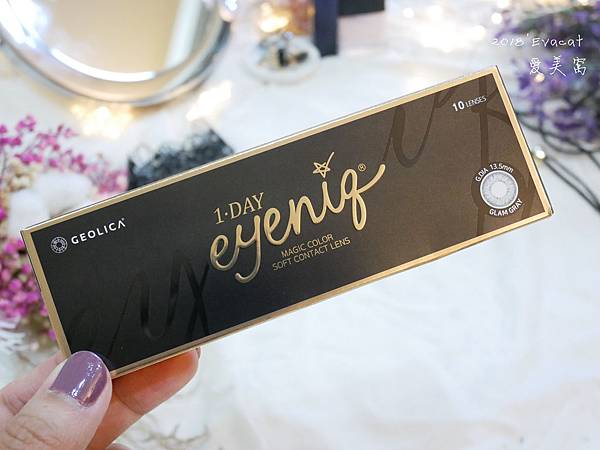 2018'Evacat
愛美窩
10 LENSES
1·DAY
eyeniq®
MAGIC COLOR
SOFT CONTACT LENS
GEOLICA®
G.DIA 13.5mm
GLAM GRAY